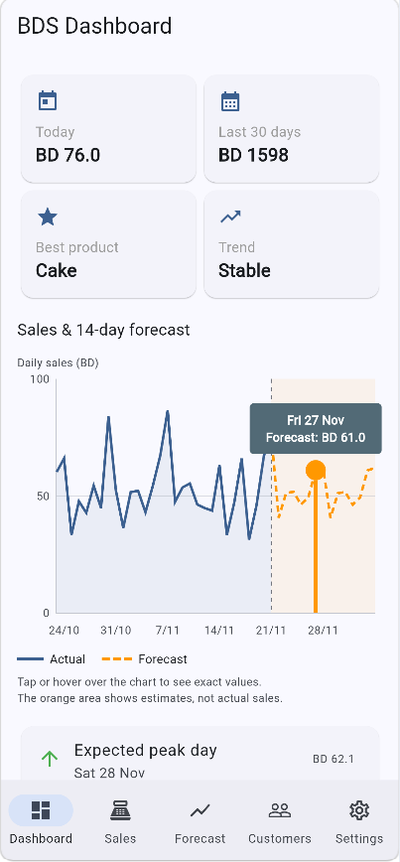 BDS Dashboard
Today
BD 76.0
Last 30 days
BD 1598
Best product
Cake
Trend
Stable
Sales & 14-day forecast
Daily sales (BD)
100
Fri 27 Nov
Forecast: BD 61.0
50
0
24/10 31/10 7/11 14/11 21/11 28/11
Actual Forecast
Tap or hover over the chart to see exact values.
The orange area shows estimates, not actual sales.
Expected peak day
BD 62.1
Sat 28 Nov
Dashboard Sales Forecast Customers Settings